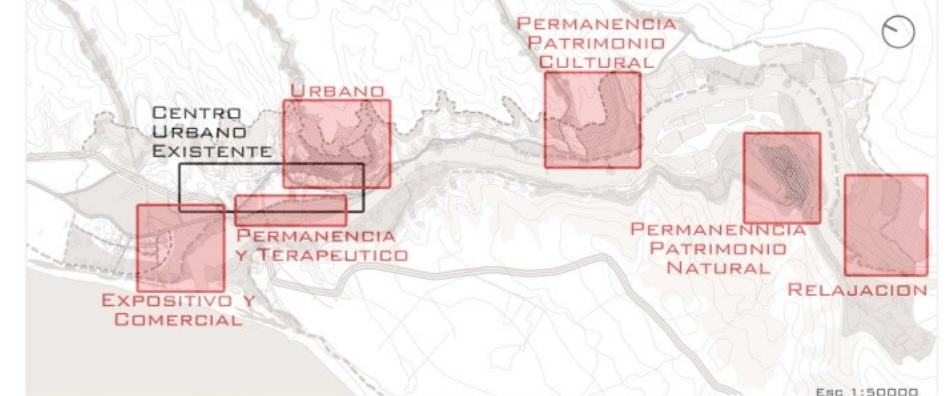 PERMANENCIA
PATRIMONIO
CULTURAL
URBANO
CENTRO
URBANO
EXISTENTE
PERMANENCIA
Y TERAPEUTICO
PERMANENNCIA
PATRIMONIO
NATURAL
EXPOSITIVO Y
COMERCIAL
RELAJACION
Esc 1:50000